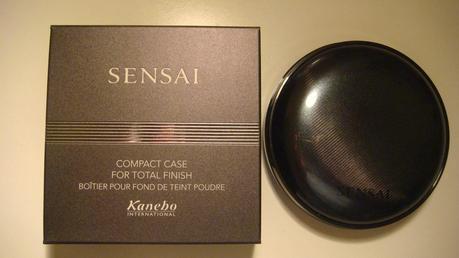 SENSAI
COMPACT CASE
FOR TOTAL FINISH
BOÎTIER POUR FOND DE TEINT POUDRE
Kanebo
INTERNATIONAL
SENSAI